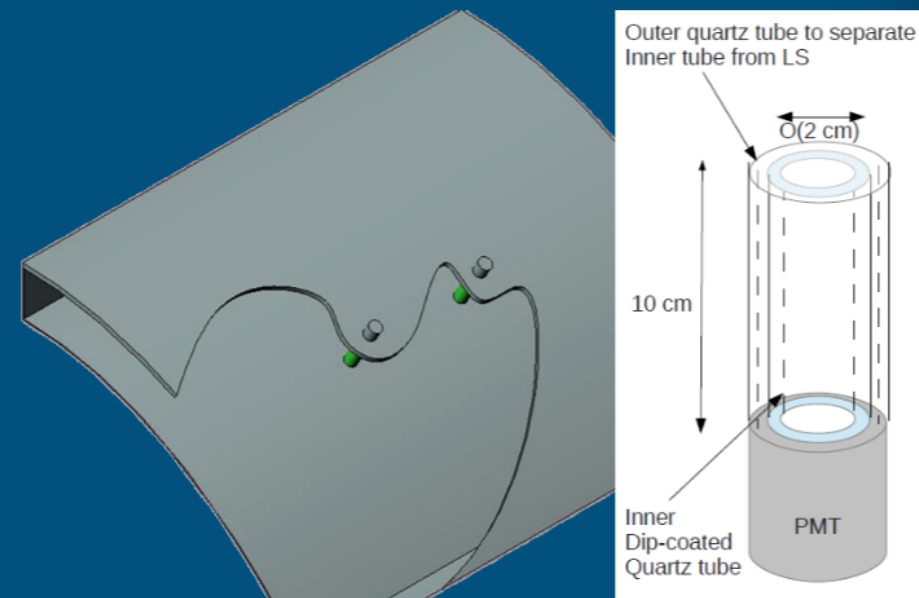 Outer quartz tube to separate
Inner tube from LS
O(2 cm)
10 cm
Inner
Dip-coated
Quartz tube
PMT